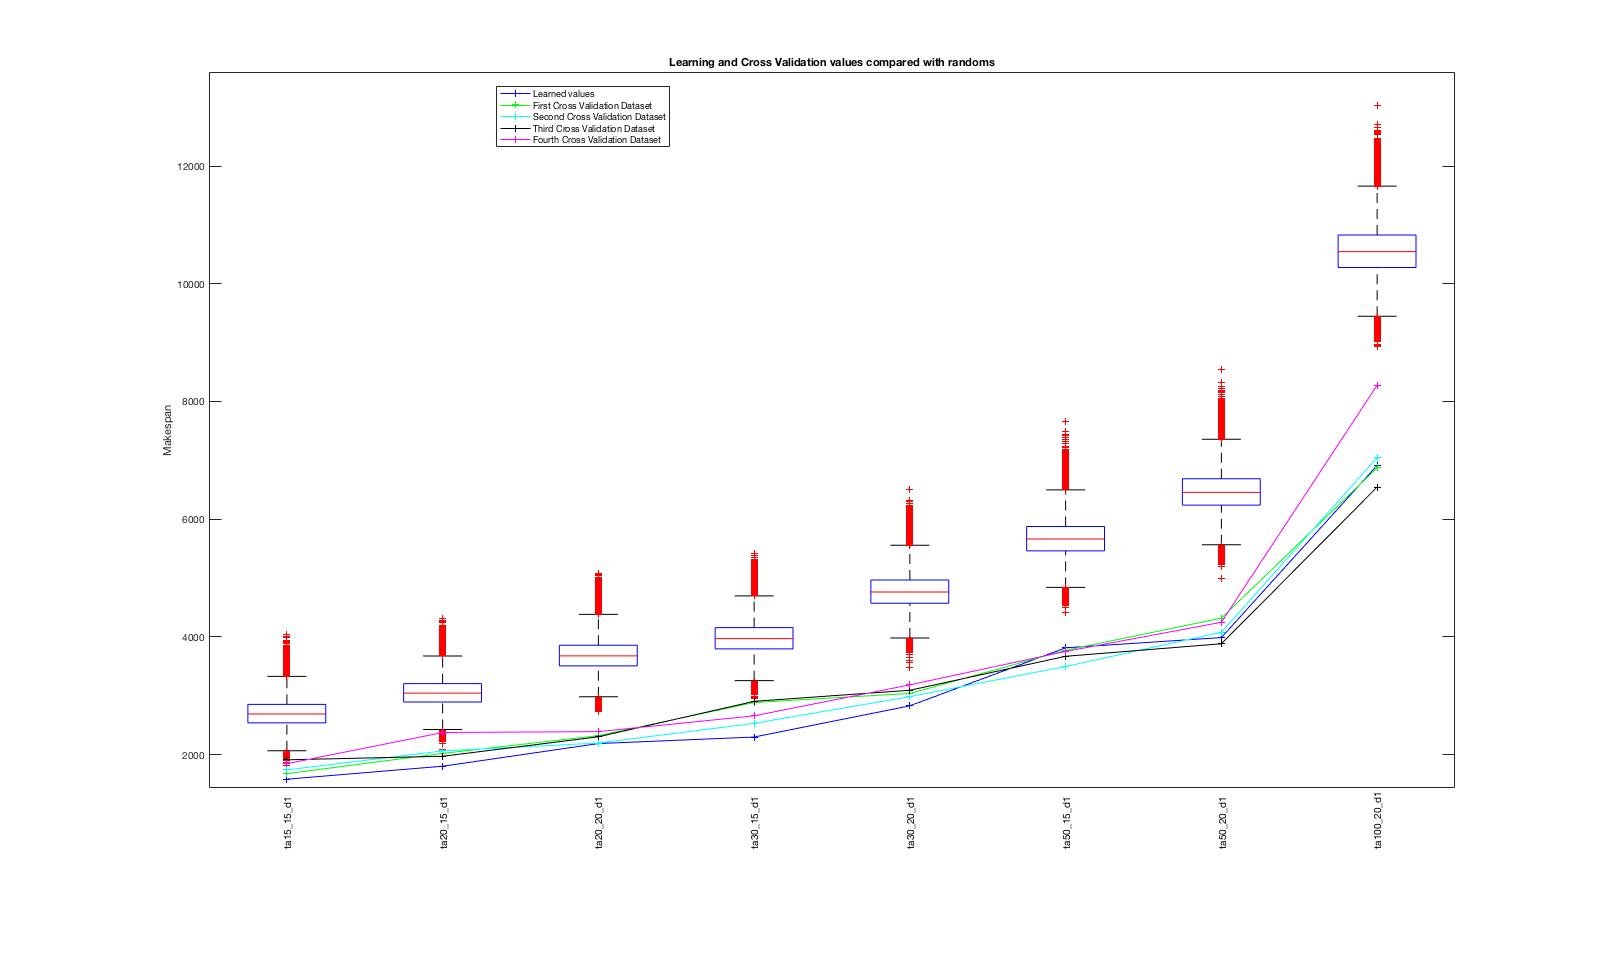 Learning and Cross Validation values compared with randoms
Learned values
First Cross Validation Dataset
Second Cross Validation Dataset
Third Cross Validation Dataset
Fourth Cross Validation Dataset
12000
10000
8000
6000
4000
2000
Makespan
ta15_15_d1
ta20_15_d1
ta20_20_d1
ta30_15_d1
ta30_20_d1
ta50_15_d1
ta50_20_d1
ta100_20_d1